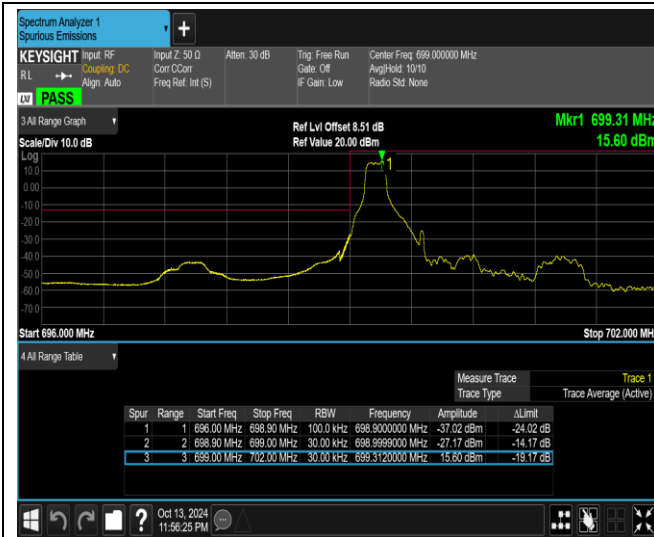 Spectrum Analyzer 1
Spurious Emissions
KEYSIGHT Input: RF Input Z: 50 Ω Atten: 30 dB Trig: Free Run Center Freq: 699.000000 MHz
RL Coupling: DC Corr CCorr Gate: Off Avg|Hold: 10/10
Align: Auto Freq Ref: Int (S) IF Gain: Low Radio Std: None
LXI PASS
3 All Range Graph Ref Lvl Offset 8.51 dB Mkr1 699.31 MHz
Scale/Div 10.0 dB Ref Value 20.00 dBm 15.60 dBm
Log
10.0 1
0.00
-10.0
-20.0
-30.0
-40.0
-50.0
-60.0
-70.0
Start 696.000 MHz Stop 702.000 MHz
4 All Range Table
Measure Trace Trace 1
Trace Type Trace Average (Active)
Spur Range Start Freq Stop Freq RBW Frequency Amplitude ΔLimit
1 1 696.00 MHz 698.90 MHz 100.0 kHz 698.9000000 MHz -37.02 dBm -24.02 dB
2 2 698.90 MHz 699.00 MHz 30.00 kHz 698.9999000 MHz -27.17 dBm -14.17 dB
3 3 699.00 MHz 702.00 MHz 30.00 kHz 699.3120000 MHz 15.60 dBm -19.17 dB
? Oct 13, 2024
11:56:25 PM